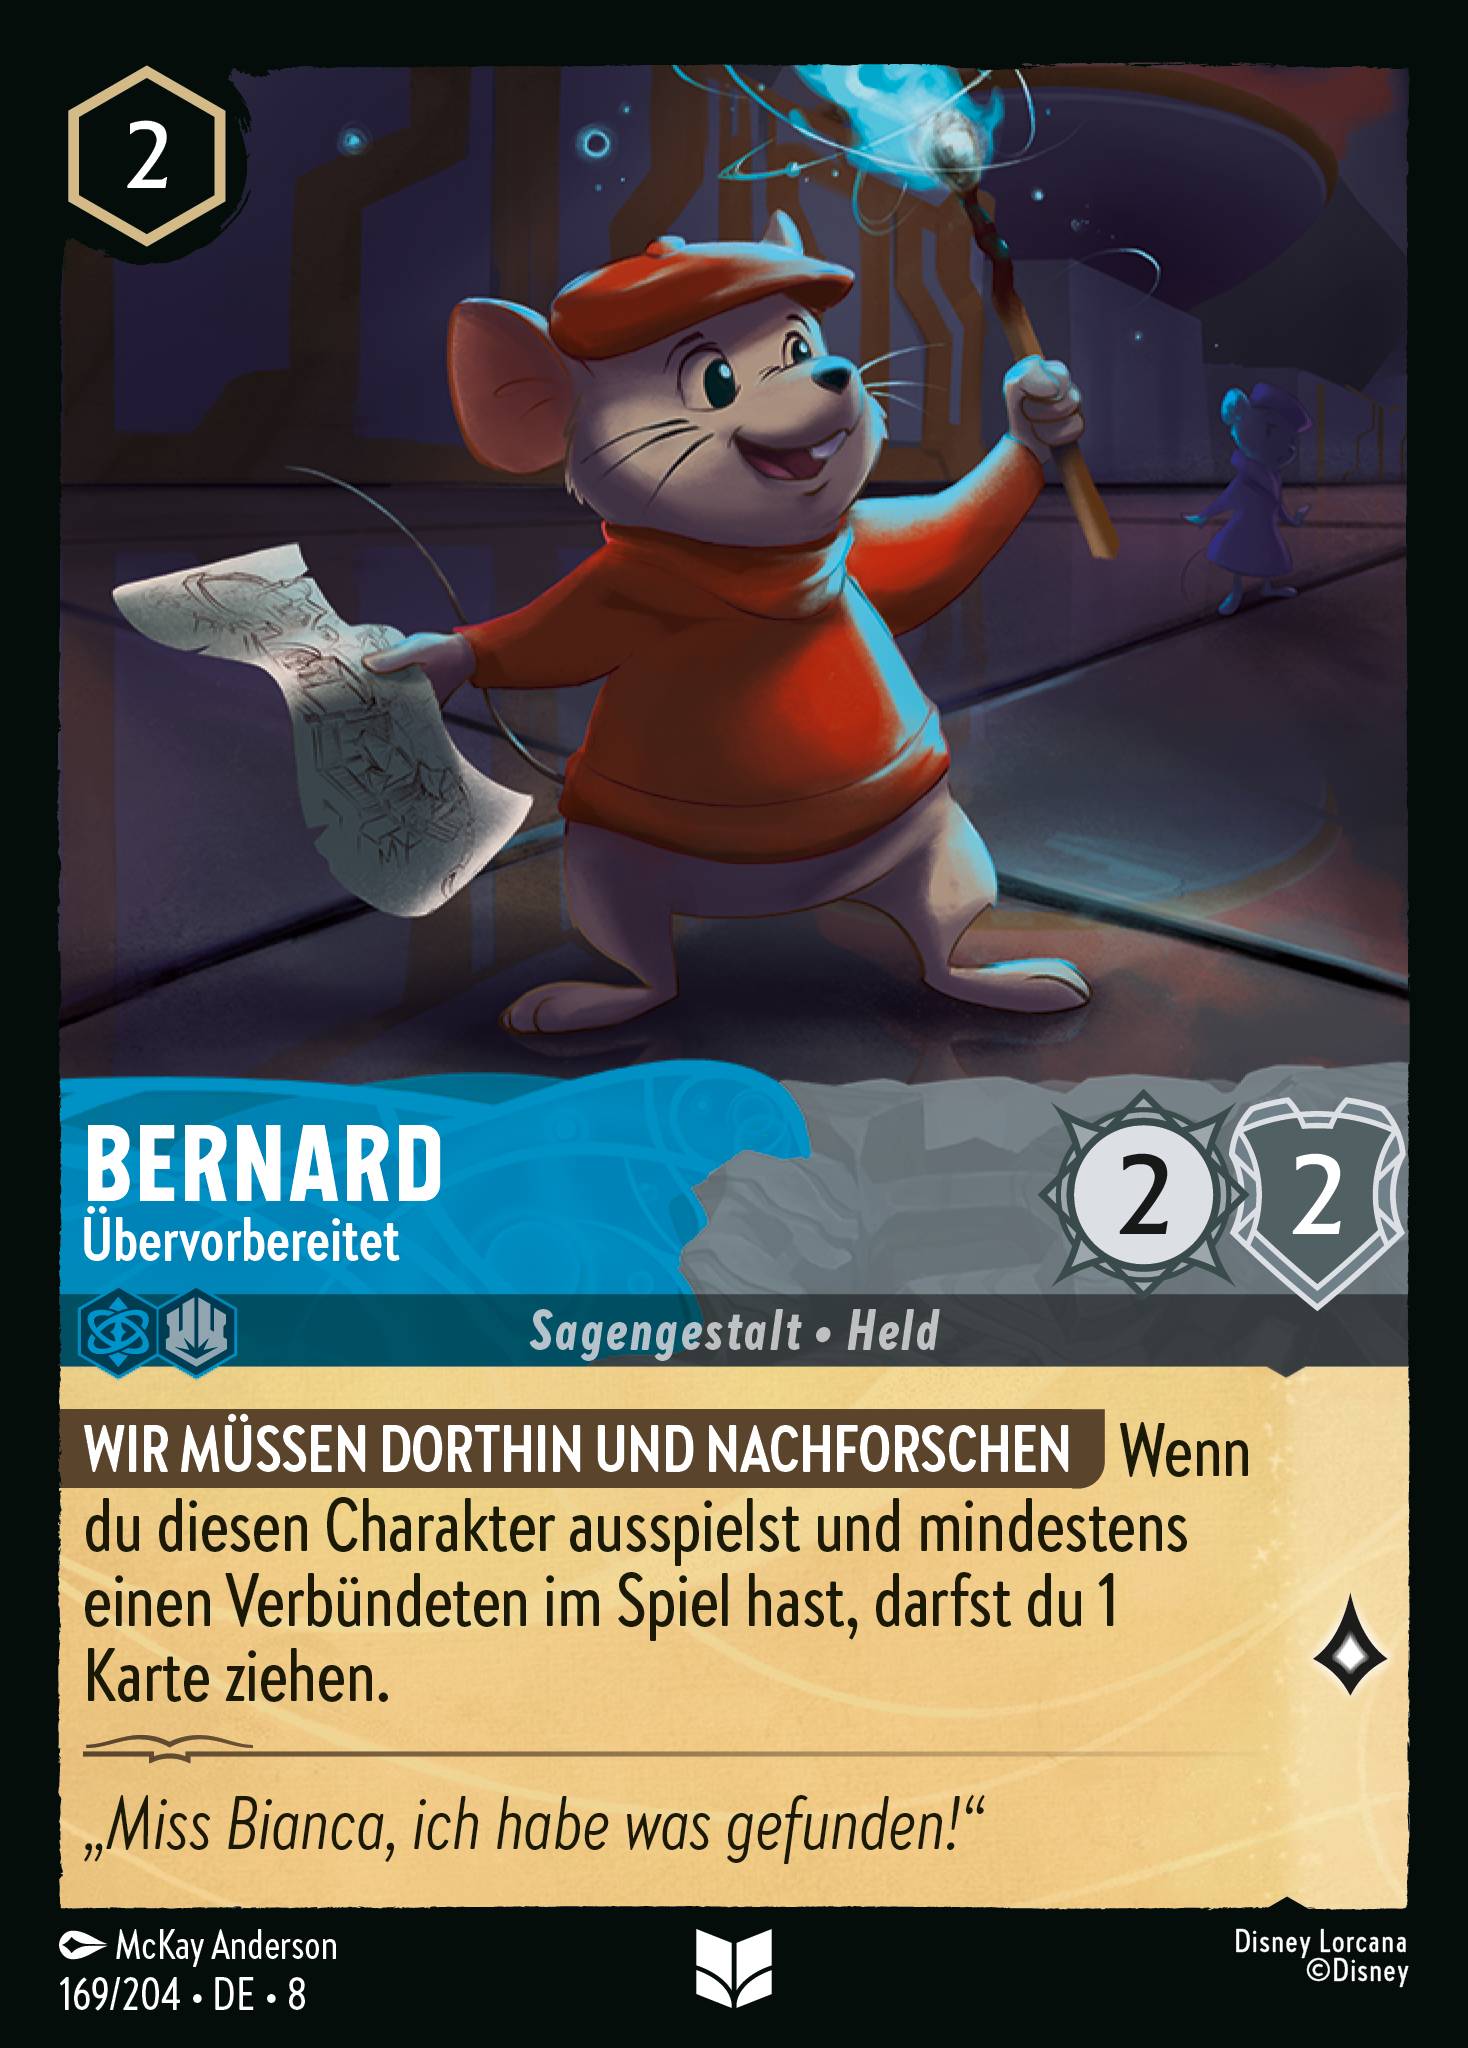 2
BERNARD
Übervorbereitet
2 2
Sagengestalt • Held
WIR MÜSSEN DORTHIN UND NACHFORSCHEN Wenn
du diesen Charakter ausspielst und mindestens
einen Verbündeten im Spiel hast, darfst du 1
Karte ziehen.
„Miss Bianca, ich habe was gefunden!“
McKay Anderson
169/204 • DE • 8
Disney Lorcana
©Disney